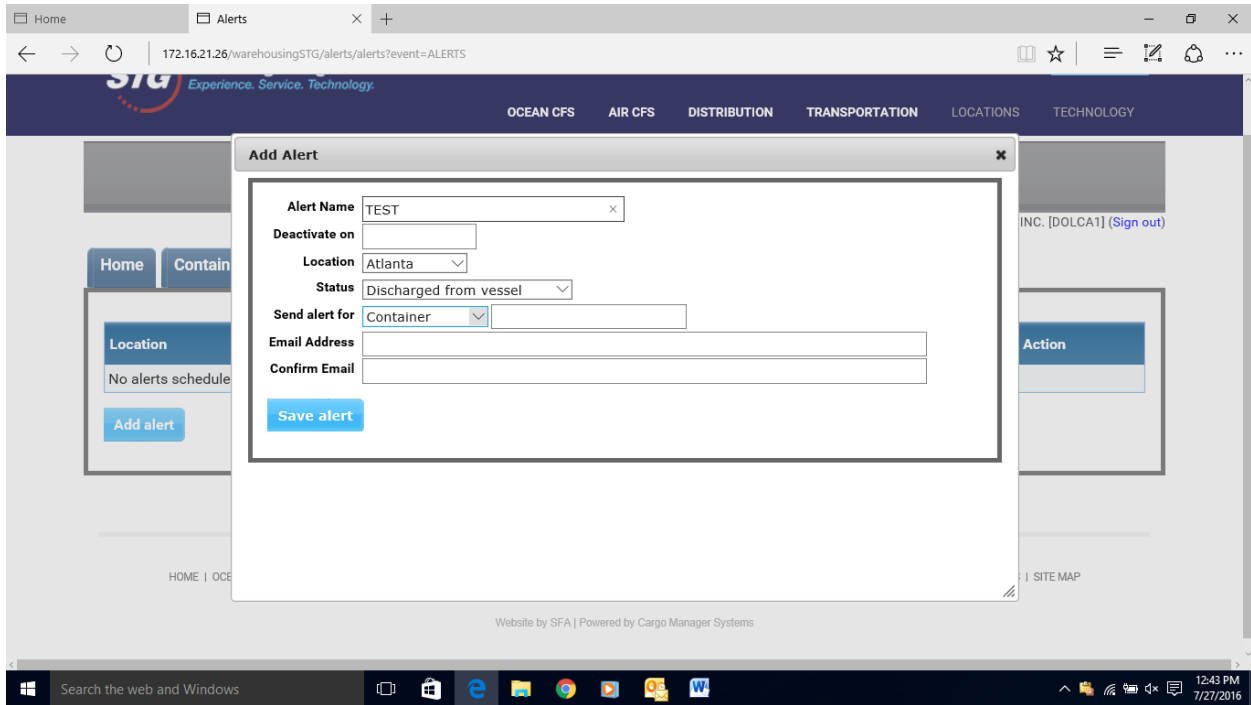 Home
Alerts
172.16.21.26/warehousingSTG/alerts/alerts?event=ALERTS
STG
Experience. Service. Technology.
OCEAN CFS AIR CFS DISTRIBUTION TRANSPORTATION LOCATIONS TECHNOLOGY
Add Alert
INC. [DOLCA1] (Sign out)
Home Contain
Alert Name TEST
Deactivate on
Location Atlanta
Status Discharged from vessel
Send alert for Container
Email Address
Confirm Email
Save alert
Location Action
No alerts schedule
Add alert
HOME | OCE | SITE MAP
Website by SFA | Powered by Cargo Manager Systems
Search the web and Windows
12:43 PM
7/27/2016